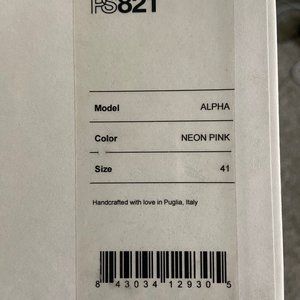 PS821
Model ALPHA
Color NEON PINK
Size 41
Handcrafted with love in Puglia, Italy
8 43034 12930 5